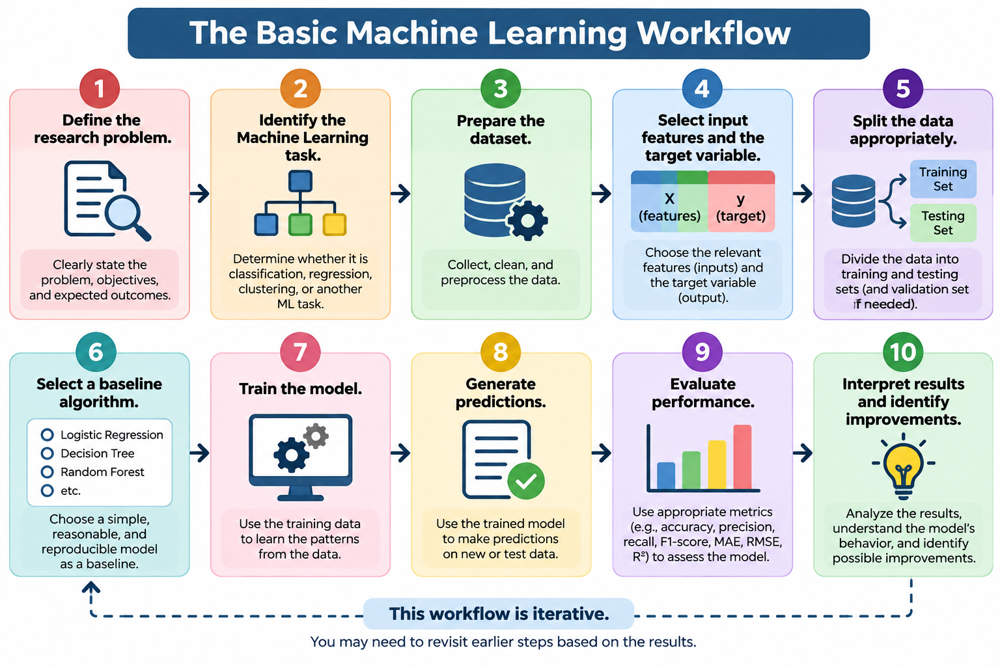 The Basic Machine Learning Workflow
1
Define the
research problem.
Clearly state the
problem, objectives,
and expected outcomes.
2
Identify the
Machine Learning
task.
Determine whether it is
classification, regression,
clustering, or another
ML task.
3
Prepare the
dataset.
Collect, clean, and
preprocess the data.
4
Select input
features and the
target variable.
X
(features)
y
(target)
Choose the relevant
features (inputs) and
the target variable
(output).
5
Split the data
appropriately.
Training
Set
Testing
Set
Divide the data into
training and testing
sets (and validation set
if needed).
6
Select a baseline
algorithm.
Logistic Regression
Decision Tree
Random Forest
etc.
Choose a simple,
reasonable, and
reproducible model
as a baseline.
7
Train the model.
Use the training data
to learn the patterns
from the data.
8
Generate
predictions.
Use the trained model
to make predictions
on new or test data.
9
Evaluate
performance.
Use appropriate metrics
(e.g., accuracy, precision,
recall, F1-score, MAE, RMSE,
R²) to assess the model.
10
Interpret results
and identify
improvements.
Analyze the results,
understand the model's
behavior, and identify
possible improvements.
This workflow is iterative.
You may need to revisit earlier steps based on the results.